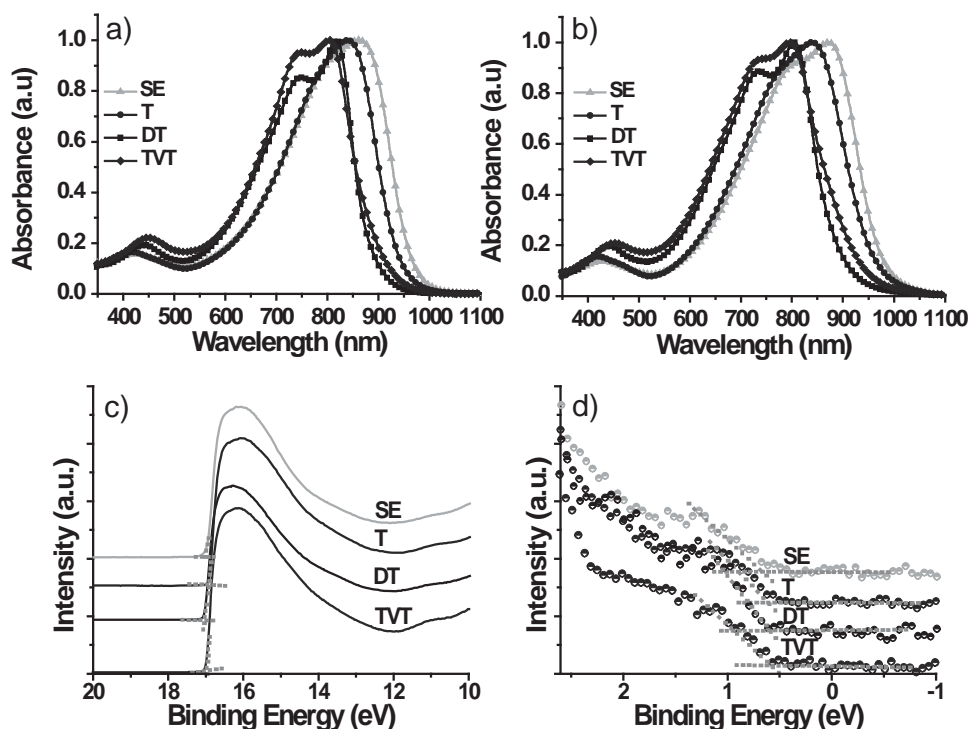 a)
1.0
0.8
0.6
0.4
0.2
0.0
Absorbance (a.u)
SE
T
DT
TVT
400 500 600 700 800 900 1000 1100
Wavelength (nm)
b)
1.0
0.8
0.6
0.4
0.2
0.0
Absorbance (a.u)
SE
T
DT
TVT
400 500 600 700 800 900 1000 1100
Wavelength (nm)
c)
Intensity (a.u.)
SE
T
DT
TVT
20 18 16 14 12 10
Binding Energy (eV)
d)
Intensity (a.u.)
SE
T
DT
TVT
2 1 0 -1
Binding Energy (eV)